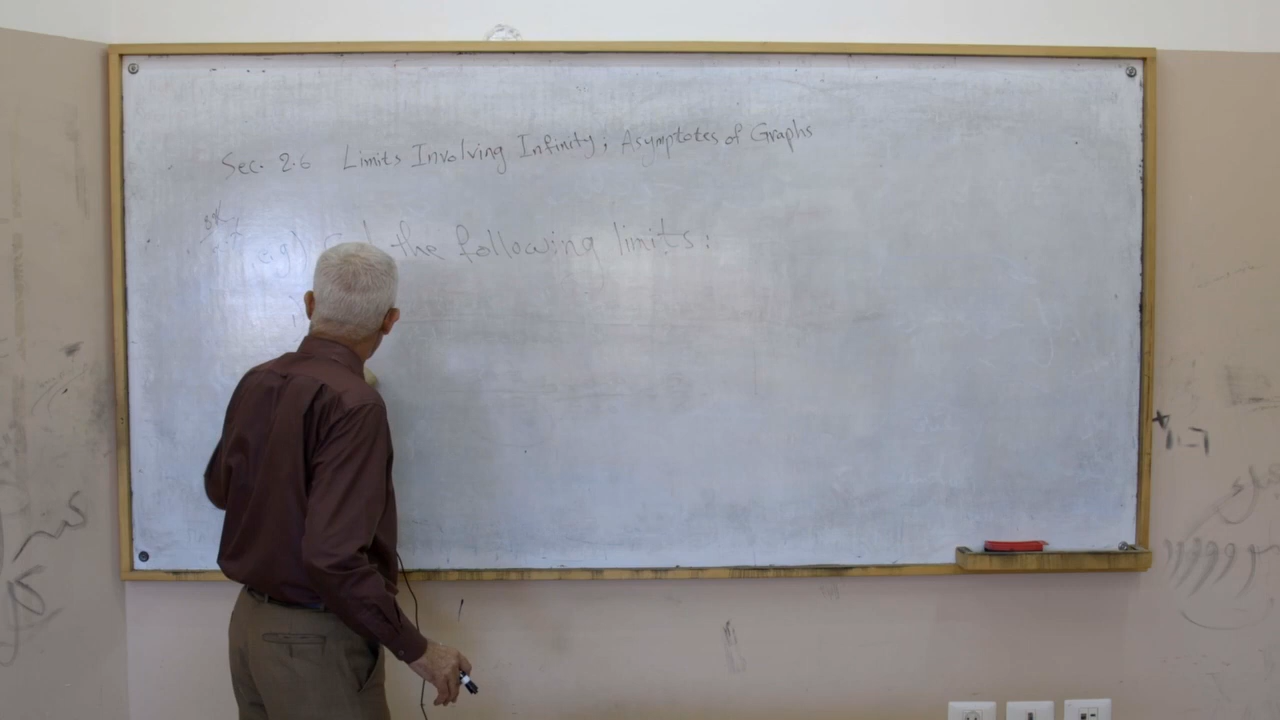 Sec. 2.6 Limits Involving Infinity; Asymptotes of Graphs
e.g) the following limits: